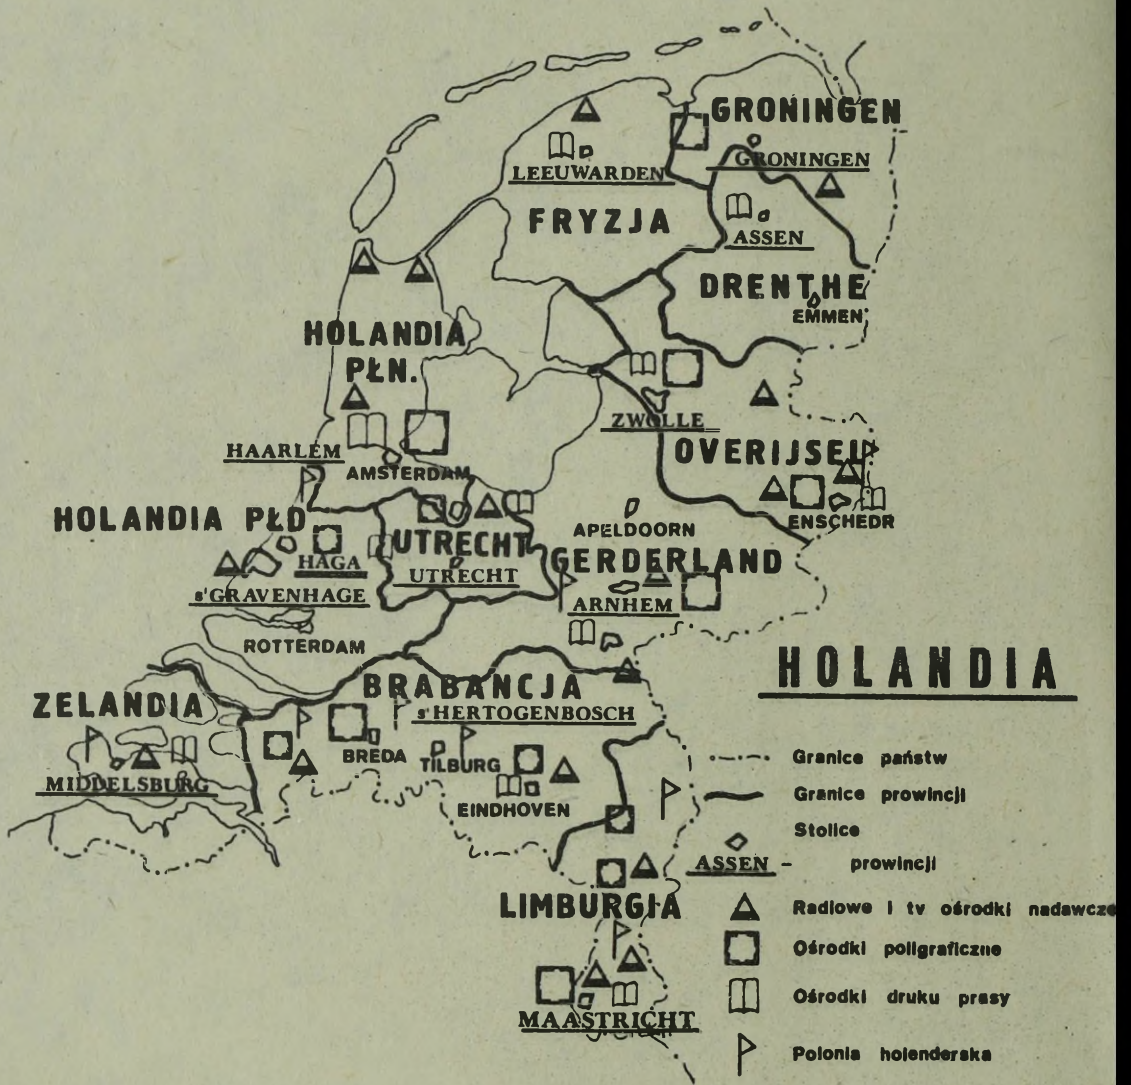 GRONINGEN
GRONINGEN
LEEUWARDEN
FRYZJA
ASSEN
DRENTHE
EMMEN
HOLANDIA
PŁN.
ZWOLLE
OVERIJSEL
HAARLEM
AMSTERDAM
ENSCHEDR
HOLANDIA PŁD
APELDOORN
UTRECHT
GERDERLAND
HAGA
UTRECHT
s'GRAVENHAGE
ARNHEM
ROTTERDAM
HOLANDIA
BRABANCJA
ZELANDIA
s'HERTOGENBOSCH
BREDA
TILBURG
MIDDELSBURG
EINDHOVEN
LIMBURGIA
MAASTRICHT
Granice państw
Granice prowincji
Stolice
ASSEN - prowincji
Radiowe i tv ośrodki nadawcze
Ośrodki poligraficzne
Ośrodki druku prasy
Polonia holenderska